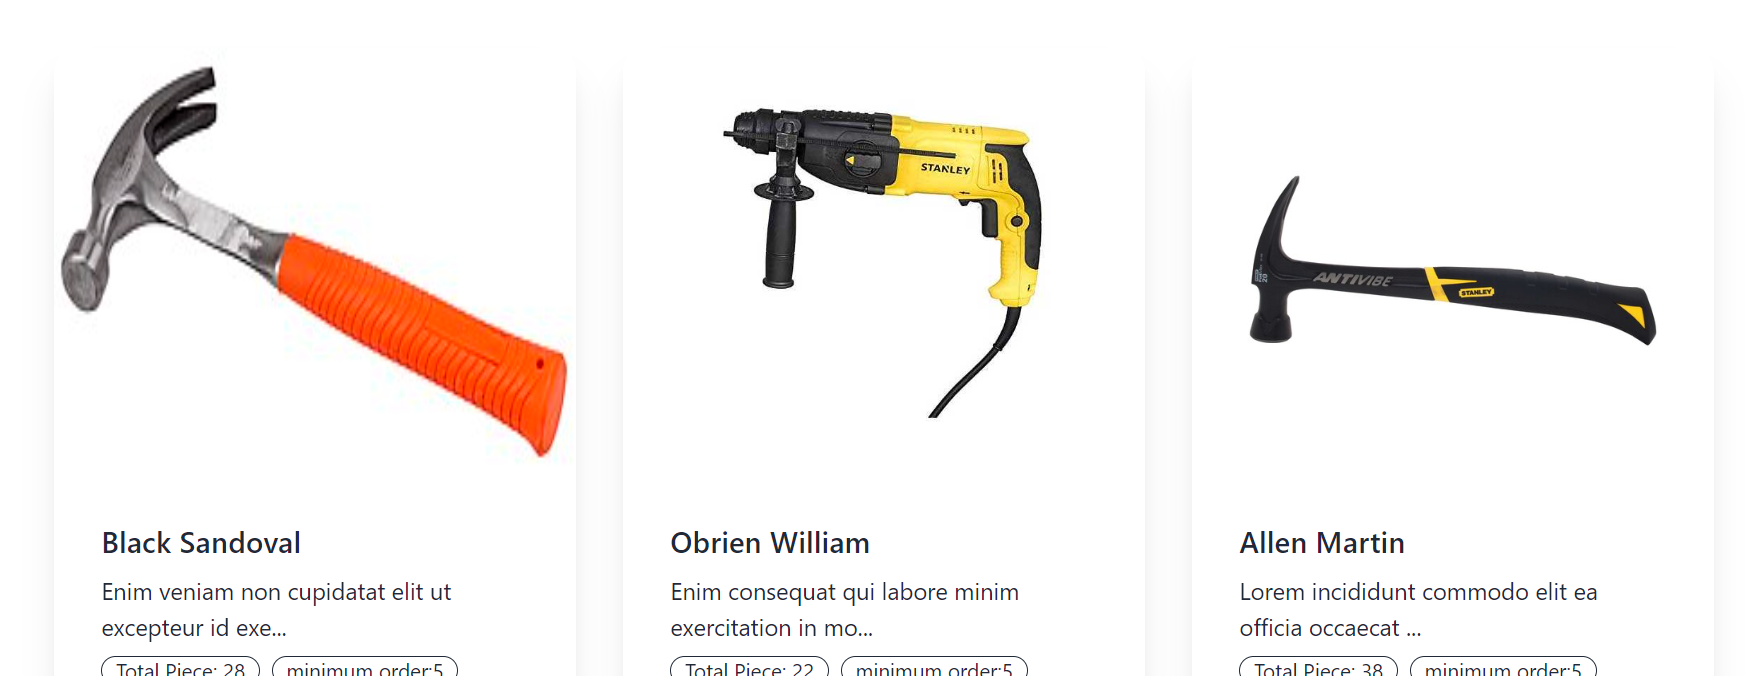 STANLEY
ANTIVIBE
STANLEY
Black Sandoval
Enim veniam non cupidatat elit ut
excepteur id exe...
Total Piece: 28
minimum order:5
Obrien William
Enim consequat qui labore minim
exercitation in mo...
Total Piece: 22
minimum order:5
Allen Martin
Lorem incididunt commodo elit ea
officia occaecat ...
Total Piece: 38
minimum order:5